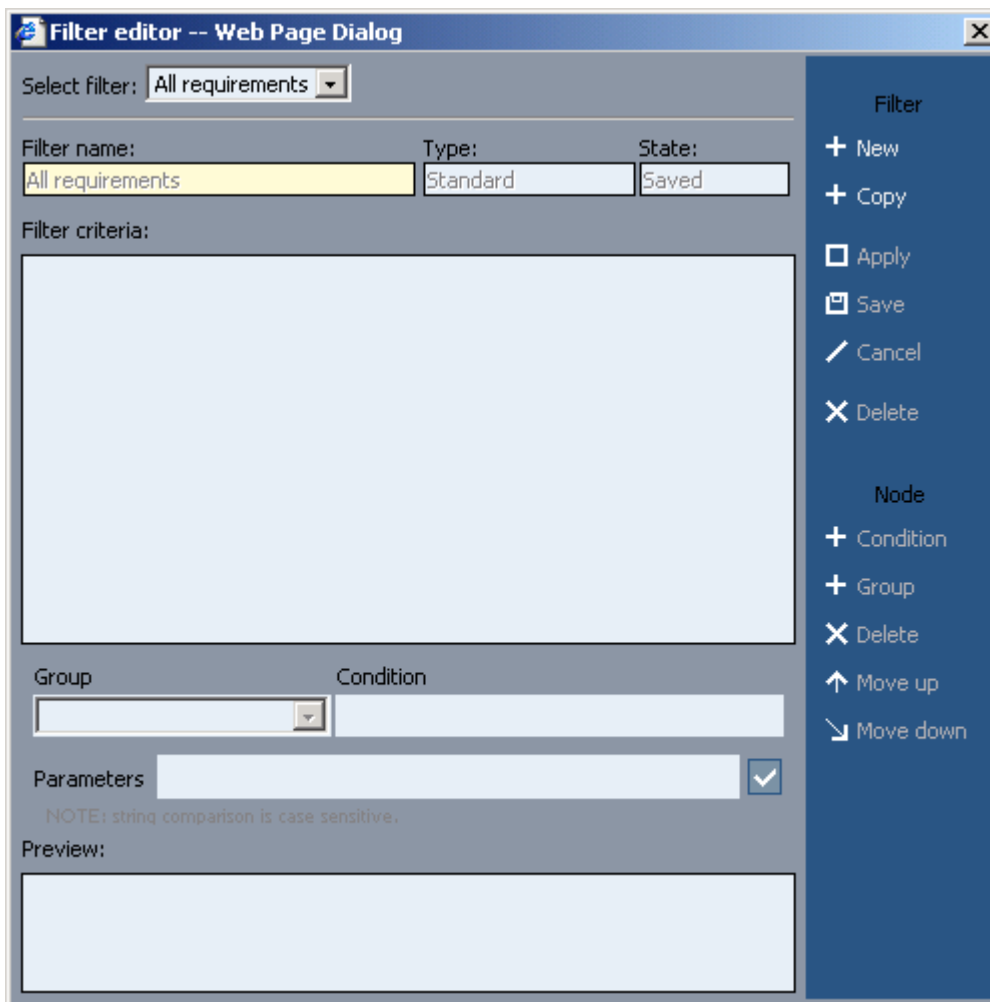 Filter editor -- Web Page Dialog
Select filter: All requirements
Filter name: Type: State:
All requirements Standard Saved
Filter criteria:
Group Condition
Parameters
NOTE: string comparison is case sensitive.
Preview:
Filter
New
Copy
Apply
Save
Cancel
Delete
Node
Condition
Group
Delete
Move up
Move down